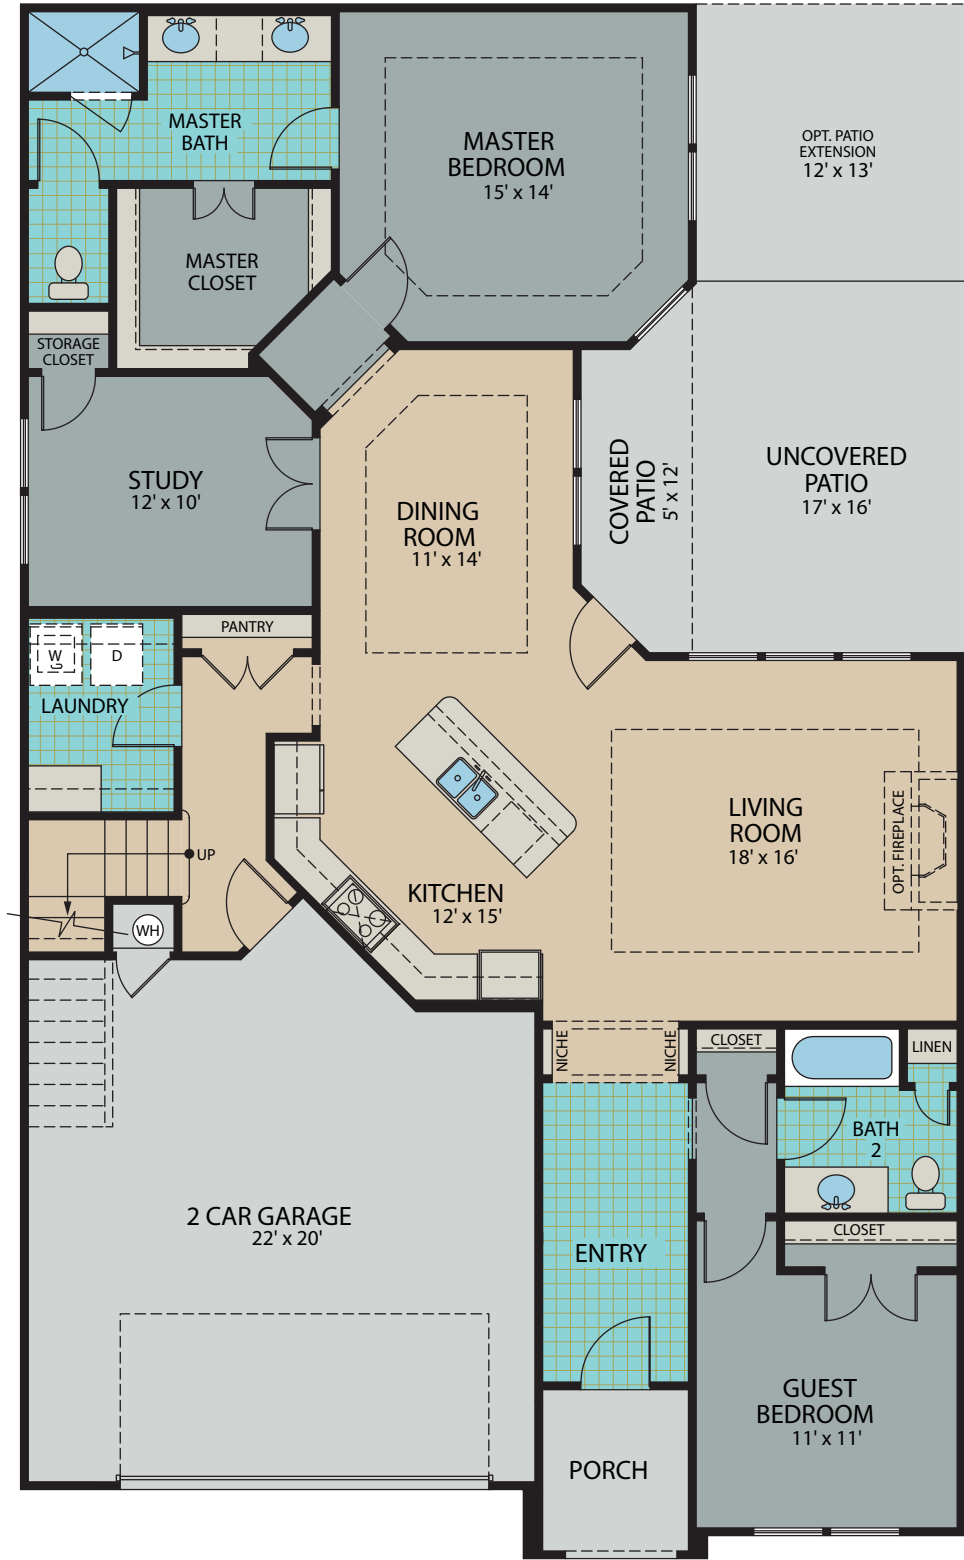 MASTER
BATH
MASTER
BEDROOM
15' x 14'
OPT. PATIO
EXTENSION
12' x 13'
MASTER
CLOSET
STORAGE
CLOSET
STUDY
12' x 10'
DINING
ROOM
11' x 14'
COVERED
PATIO
5' x 12'
UNCOVERED
PATIO
17' x 16'
PANTRY
W
D
LAUNDRY
UP
WH
KITCHEN
12' x 15'
LIVING
ROOM
18' x 16'
OPT. FIREPLACE
NICHE
NICHE
CLOSET
LINEN
BATH
2
2 CAR GARAGE
22' x 20'
ENTRY
CLOSET
GUEST
BEDROOM
11' x 11'
PORCH